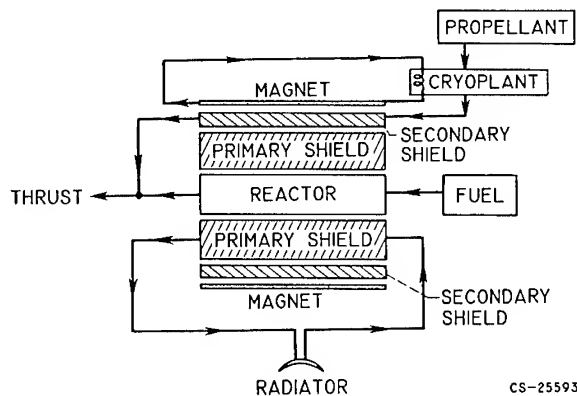 PROPELLANT
CRYOPLANT
MAGNET
SECONDARY
SHIELD
PRIMARY SHIELD
THRUST
REACTOR
FUEL
PRIMARY SHIELD
SECONDARY
SHIELD
MAGNET
RADIATOR
CS-25593